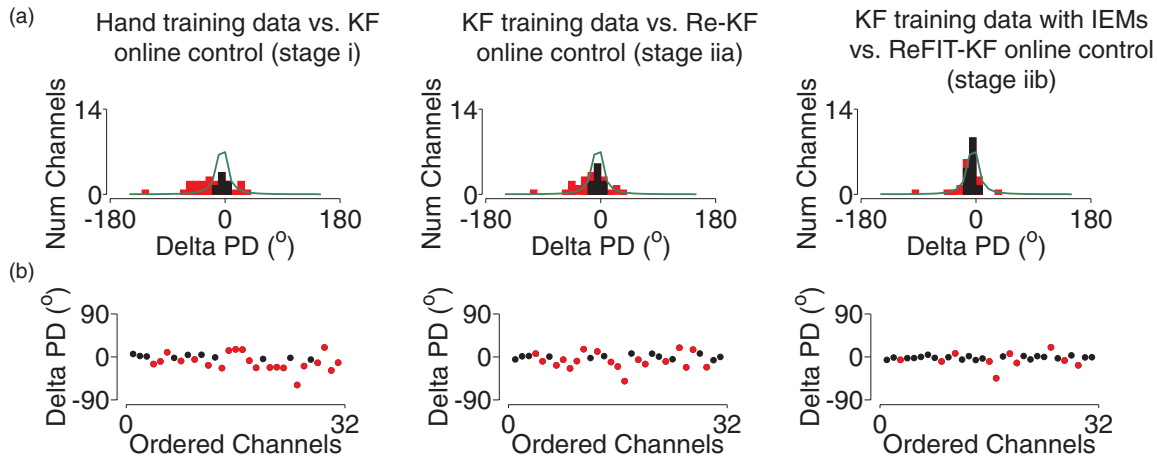 (a)
Hand training data vs. KF
online control (stage i)
KF training data vs. Re-KF
online control (stage iia)
KF training data with IEMs
vs. ReFIT-KF online control
(stage iib)
Num Channels
14
0
-180
0
180
Delta PD (°)
Num Channels
14
0
-180
0
180
Delta PD (°)
Num Channels
14
0
-180
0
180
Delta PD (°)
(b)
Delta PD (°)
90
0
-90
0
32
Ordered Channels
Delta PD (°)
90
0
-90
0
32
Ordered Channels
Delta PD (°)
90
0
-90
0
32
Ordered Channels